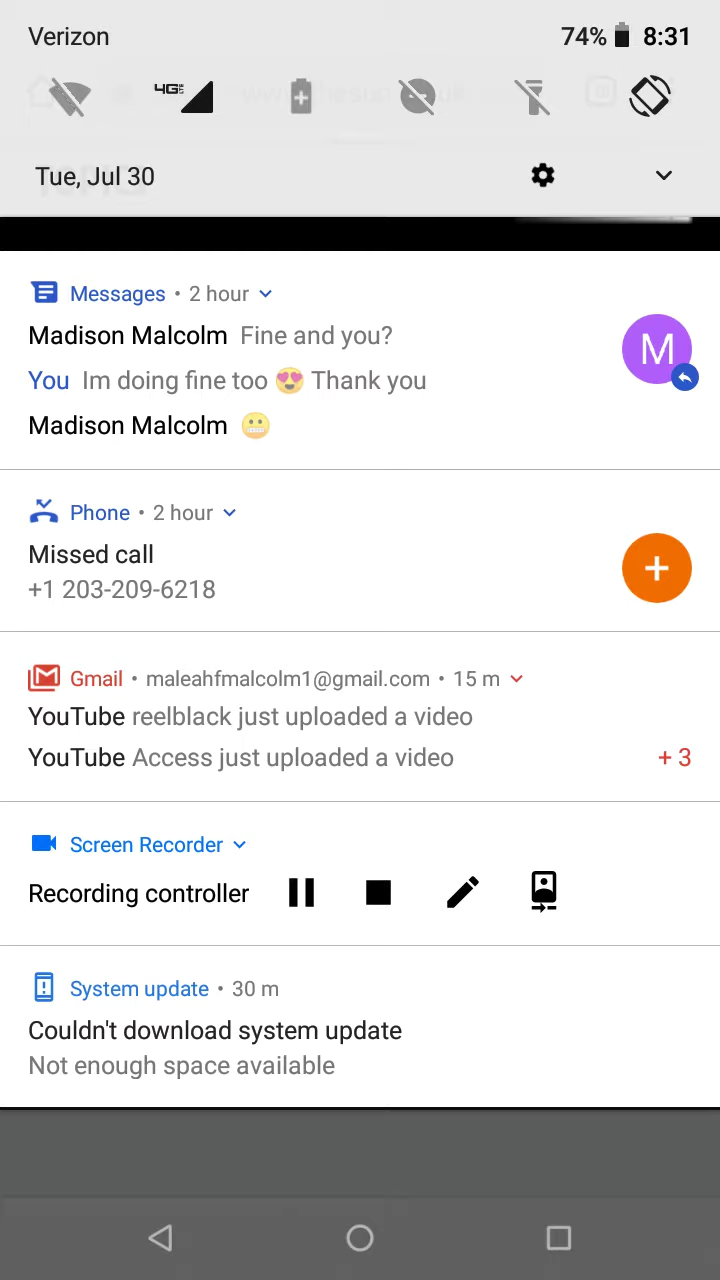 Verizon 74% 8:31
4G
Tue, Jul 30
Messages • 2 hour
Madison Malcolm Fine and you?
You Im doing fine too 😍 Thank you
Madison Malcolm 😬
M
Phone • 2 hour
Missed call
+1 203-209-6218
Gmail • maleahfmalcolm1@gmail.com • 15 m
YouTube reelblack just uploaded a video
YouTube Access just uploaded a video + 3
Screen Recorder
Recording controller
System update • 30 m
Couldn't download system update
Not enough space available